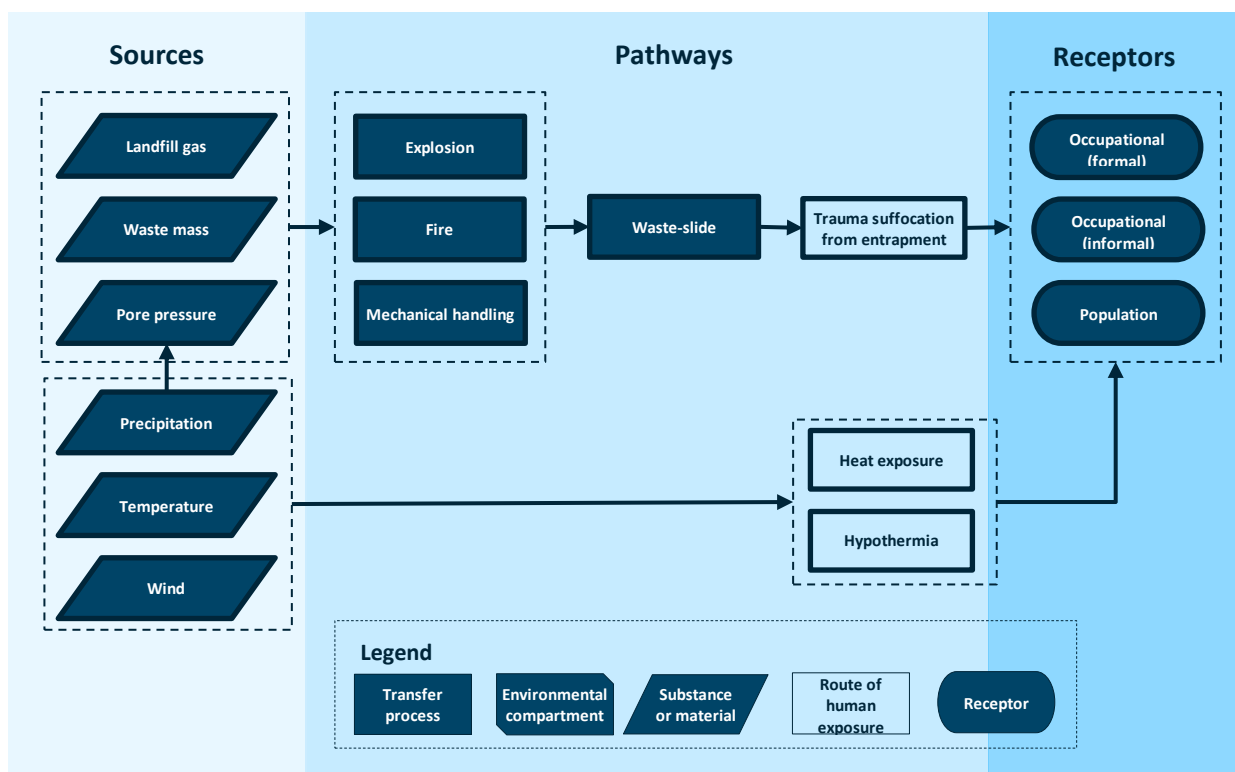 Sources
Pathways
Receptors
Landfill gas
Waste mass
Pore pressure
Precipitation
Temperature
Wind
Explosion
Fire
Mechanical handling
Waste-slide
Trauma suffocation
from entrapment
Heat exposure
Hypothermia
Occupational
(formal)
Occupational
(informal)
Population
Legend
Transfer
process
Environmental
compartment
Substance
or material
Route of
human
exposure
Receptor